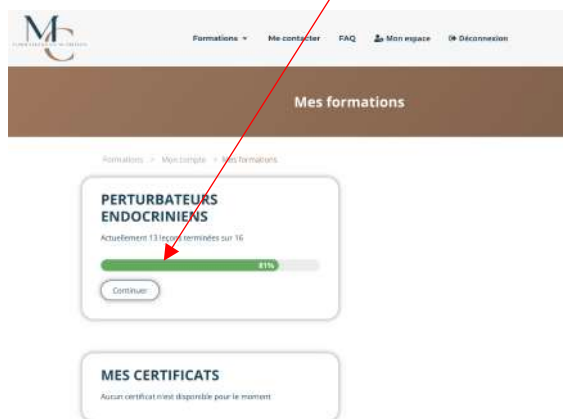 MC
Formations Me contacter FAQ Mon espace Déconnexion
Mes formations
Formations > Mon compte > Mes formations
PERTURBATEURS
ENDOCRINIENS
Actuellement 13 leçons terminées sur 16
81%
Continuer
MES CERTIFICATS
Aucun certificat n'est disponible pour le moment